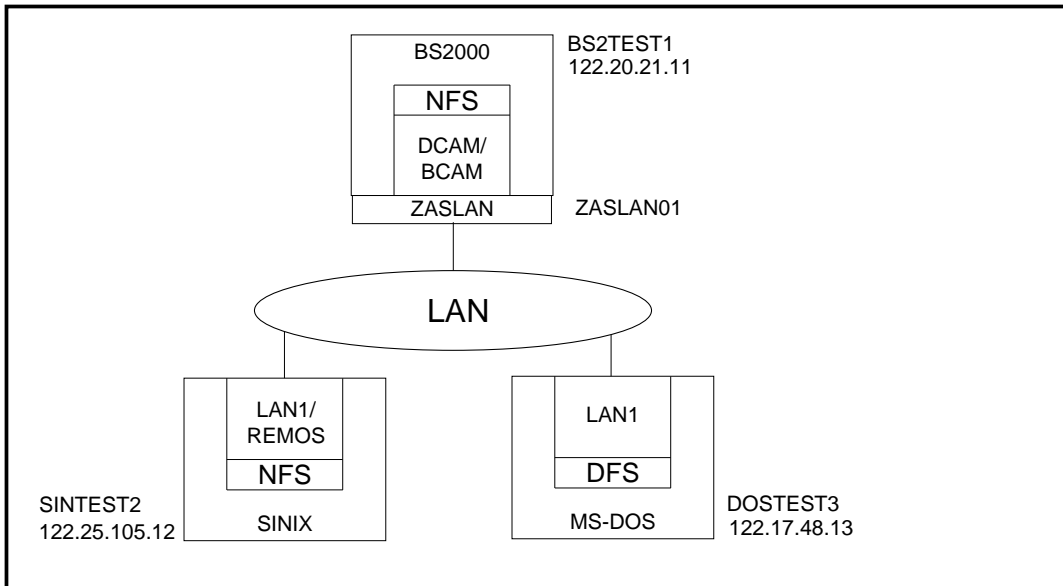 BS2000
BS2TEST1
122.20.21.11
NFS
DCAM/
BCAM
ZASLAN
ZASLAN01
LAN
LAN1/
REMOS
NFS
SINIX
SINTEST2
122.25.105.12
LAN1
DFS
MS-DOS
DOSTEST3
122.17.48.13